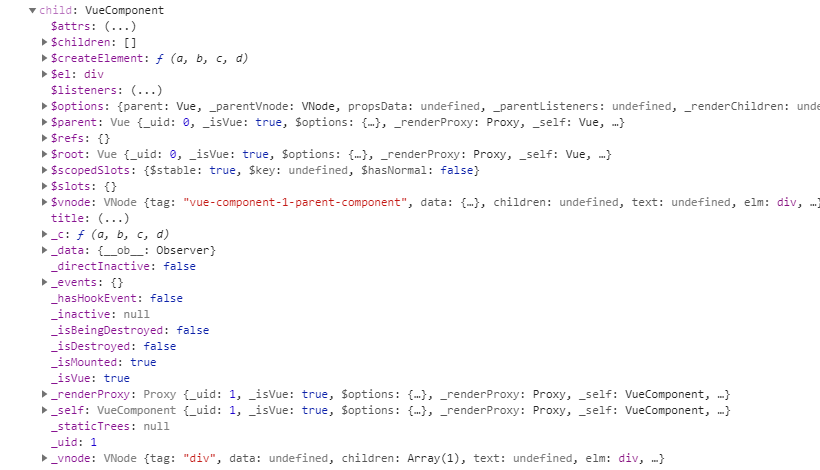 ▼child: VueComponent
$attrs: (...)
▶$children: []
▶$createElement: ƒ (a, b, c, d)
▶$el: div
$listeners: (...)
▶$options: {parent: Vue, _parentVnode: VNode, propsData: undefined, _parentListeners: undefined, _renderChildren: unde
▶$parent: Vue {_uid: 0, _isVue: true, $options: {…}, _renderProxy: Proxy, _self: Vue, …}
▶$refs: {}
▶$root: Vue {_uid: 0, _isVue: true, $options: {…}, _renderProxy: Proxy, _self: Vue, …}
▶$scopedSlots: {$stable: true, $key: undefined, $hasNormal: false}
▶$slots: {}
▶$vnode: VNode {tag: "vue-component-1-parent-component", data: {…}, children: undefined, text: undefined, elm: div, …}
title: (...)
▶_c: ƒ (a, b, c, d)
▶_data: {__ob__: Observer}
_directInactive: false
▶_events: {}
_hasHookEvent: false
_inactive: null
_isBeingDestroyed: false
_isDestroyed: false
_isMounted: true
_isVue: true
▶_renderProxy: Proxy {_uid: 1, _isVue: true, $options: {…}, _renderProxy: Proxy, _self: VueComponent, …}
▶_self: VueComponent {_uid: 1, _isVue: true, $options: {…}, _renderProxy: Proxy, _self: VueComponent, …}
_staticTrees: null
_uid: 1
▶_vnode: VNode {tag: "div", data: undefined, children: Array(1), text: undefined, elm: div, …}